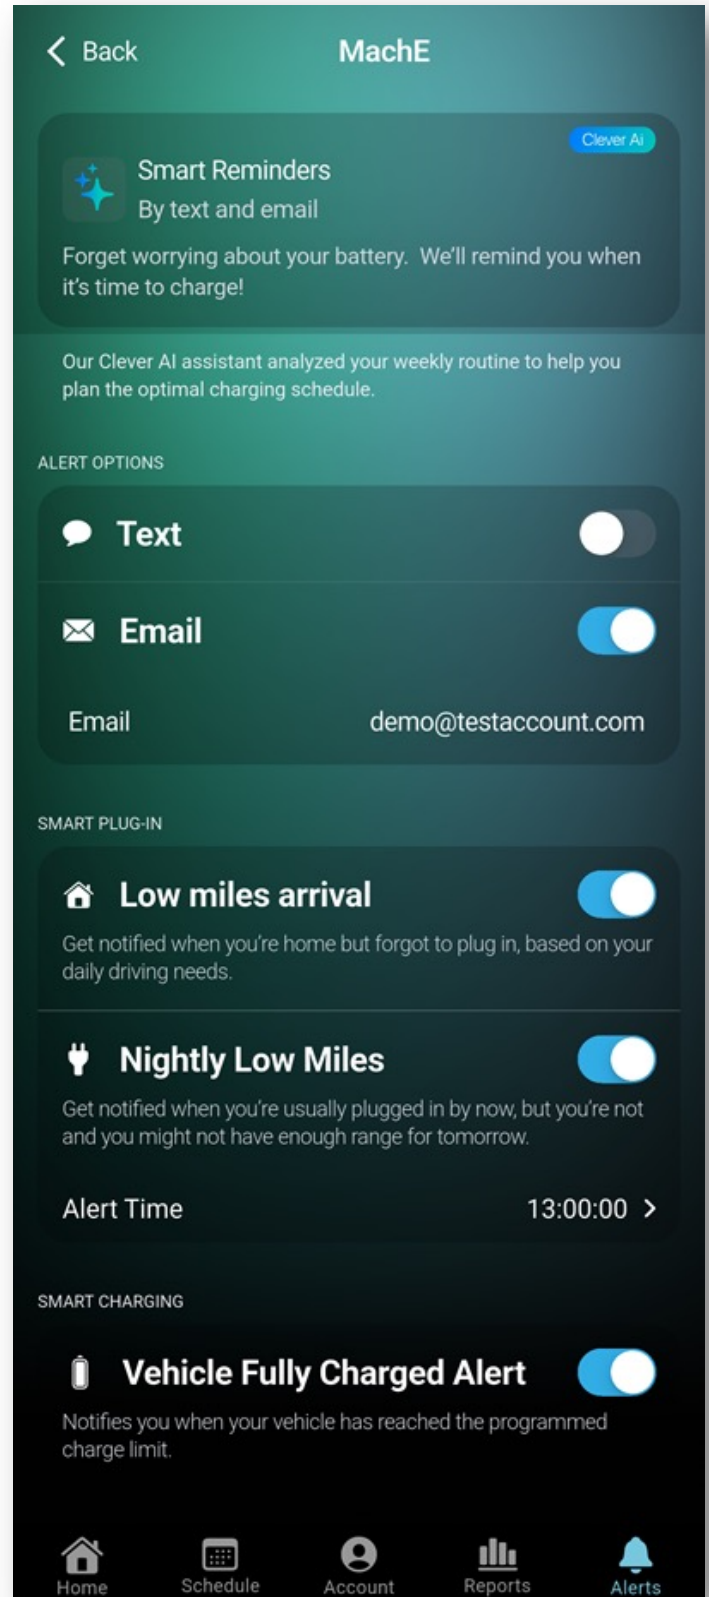 Back
MachE
Clever Ai
Smart Reminders
By text and email
Forget worrying about your battery.  We'll remind you when
it's time to charge!
Our Clever AI assistant analyzed your weekly routine to help you
plan the optimal charging schedule.
ALERT OPTIONS
Text
Email
Email demo@testaccount.com
SMART PLUG-IN
Low miles arrival
Get notified when you're home but forgot to plug in, based on your
daily driving needs.
Nightly Low Miles
Get notified when you're usually plugged in by now, but you're not
and you might not have enough range for tomorrow.
Alert Time 13:00:00
SMART CHARGING
Vehicle Fully Charged Alert
Notifies you when your vehicle has reached the programmed
charge limit.
Home Schedule Account Reports Alerts